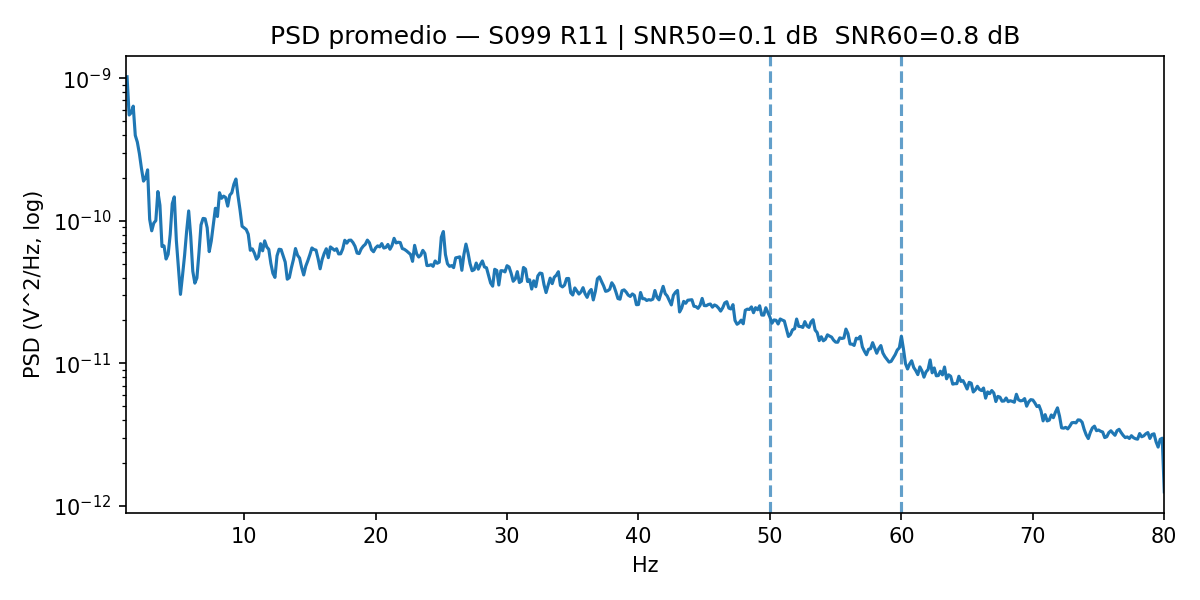 PSD promedio — S099 R11 | SNR50=0.1 dB  SNR60=0.8 dB
PSD (V^2/Hz, log)
10⁻⁹
10⁻¹⁰
10⁻¹¹
10⁻¹²
10 20 30 40 50 60 70 80
Hz